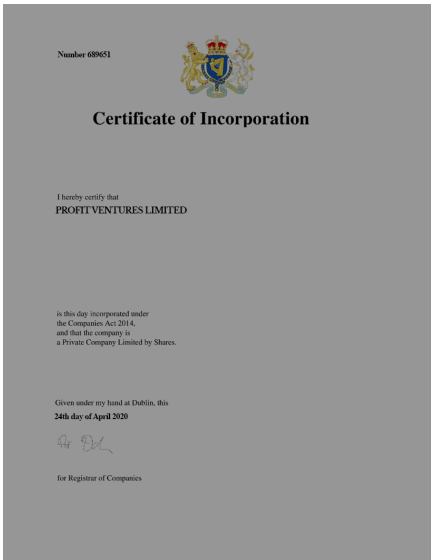 Number 689651
Certificate of Incorporation
I hereby certify that
PROFIT VENTURES LIMITED
is this day incorporated under
the Companies Act 2014,
and that the company is
a Private Company Limited by Shares.
Given under my hand at Dublin, this
24th day of April 2020
for Registrar of Companies